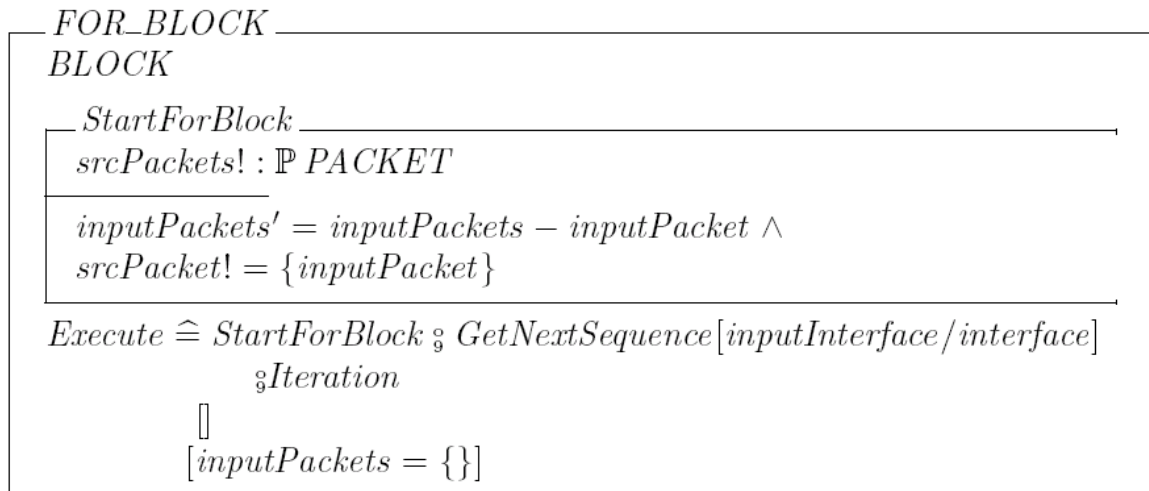 FOR_BLOCK
BLOCK
StartForBlock
srcPackets! : ℙ PACKET
inputPackets′ = inputPackets − inputPacket ∧
srcPacket! = {inputPacket}
Execute ≙ StartForBlock ⨾ GetNextSequence[inputInterface/interface]
⨾Iteration
[]
[inputPackets = {}]